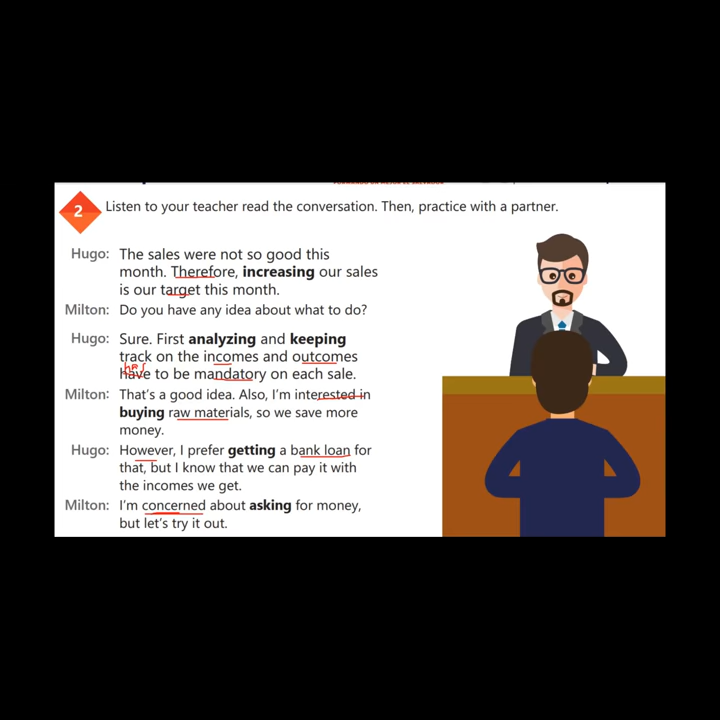 2 Listen to your teacher read the conversation. Then, practice with a partner.
Hugo: The sales were not so good this
month. Therefore, increasing our sales
is our target this month.
Milton: Do you have any idea about what to do?
Hugo: Sure. First analyzing and keeping
track on the incomes and outcomes
has
have to be mandatory on each sale.
Milton: That's a good idea. Also, I'm interested in
buying raw materials, so we save more
money.
Hugo: However, I prefer getting a bank loan for
that, but I know that we can pay it with
the incomes we get.
Milton: I'm concerned about asking for money,
but let's try it out.